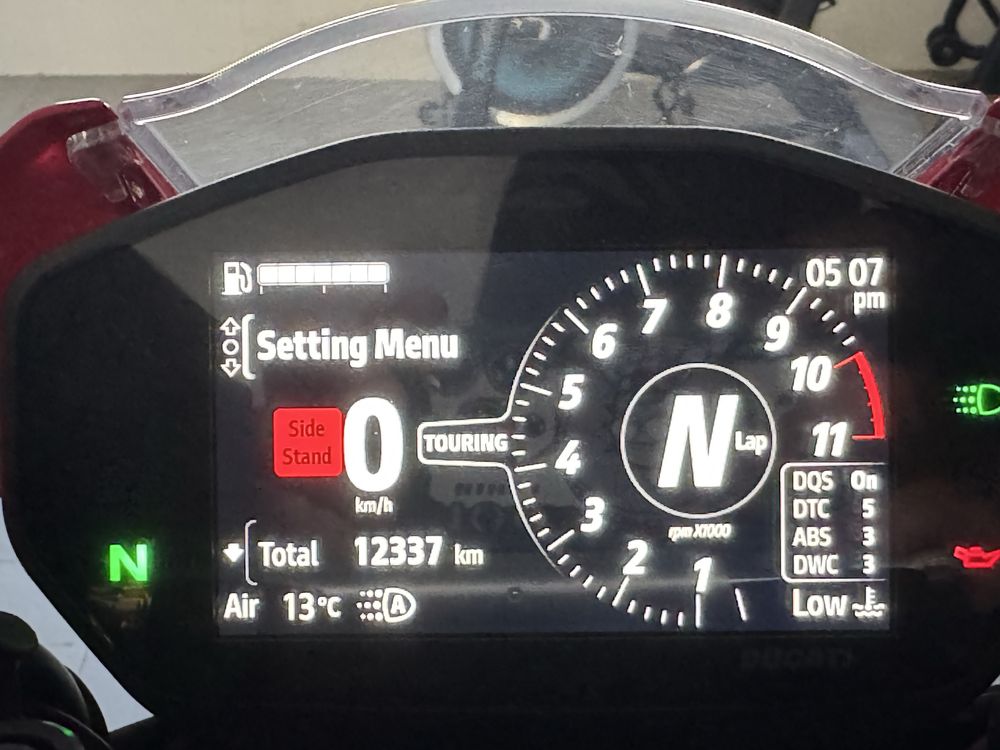 05 07
pm
Setting Menu
Side
Stand
0
km/h
TOURING
1
2
3
4
5
6
7
8
9
10
11
N
Lap
rpm X1000
DQS On
DTC 5
ABS 3
DWC 3
Total 12337 km
Air 13°C
A
Low
N
DUCATI